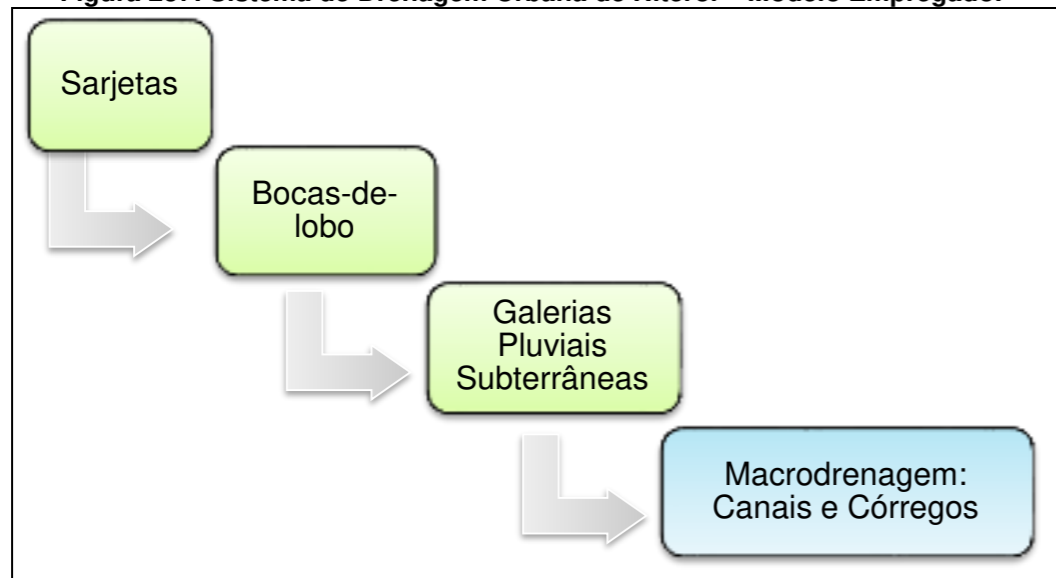 Sarjetas
Bocas-de-
lobo
Galerias
Pluviais
Subterrâneas
Macrodrenagem:
Canais e Córregos